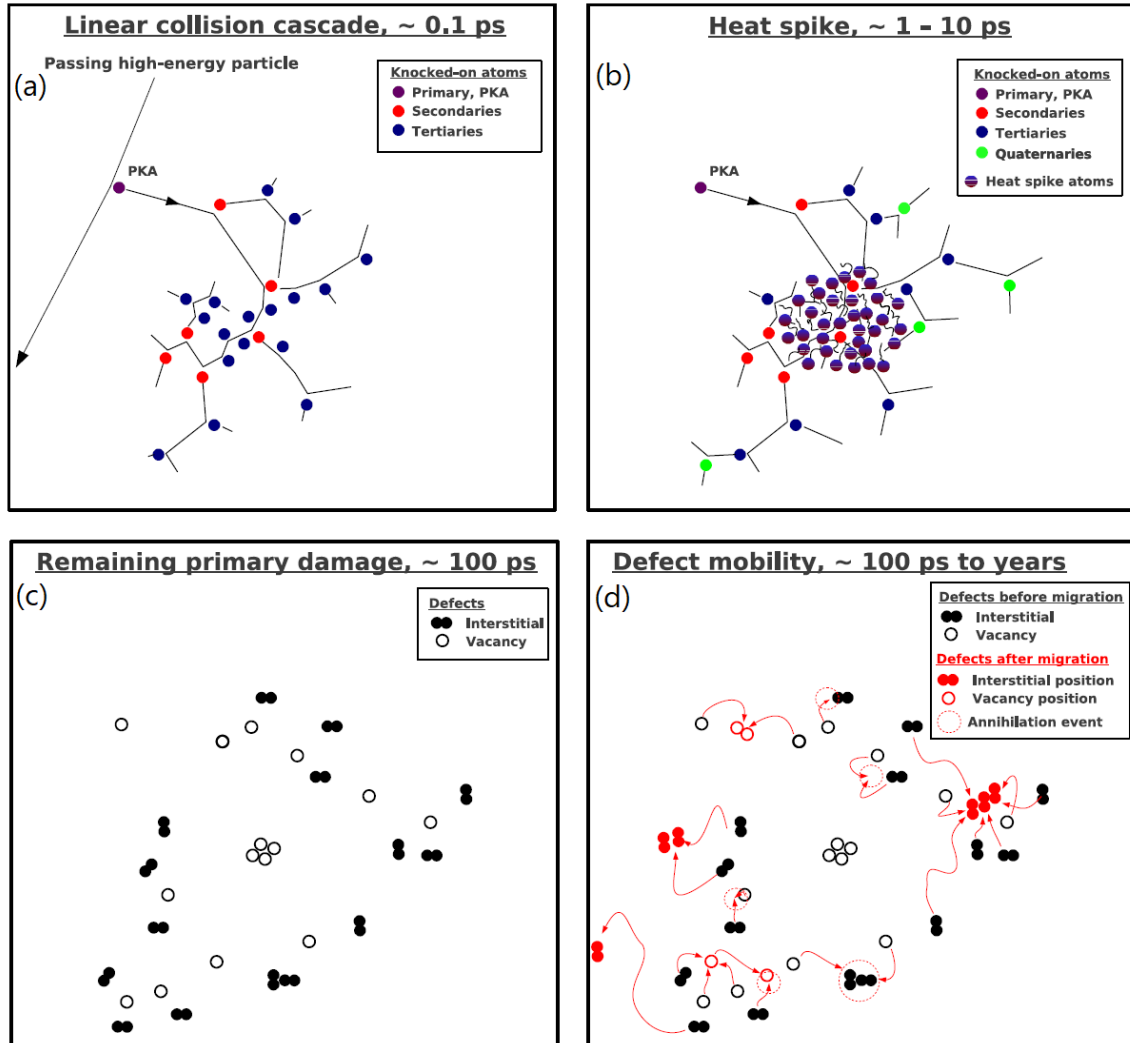 Linear collision cascade, ~ 0.1 ps
(a)
Passing high-energy particle
Knocked-on atoms
Primary, PKA
Secondaries
Tertiaries
PKA
Heat spike, ~ 1 - 10 ps
(b)
Knocked-on atoms
Primary, PKA
Secondaries
Tertiaries
Quaternaries
Heat spike atoms
PKA
Remaining primary damage, ~ 100 ps
(c)
Defects
Interstitial
Vacancy
Defect mobility, ~ 100 ps to years
(d)
Defects before migration
Interstitial
Vacancy
Defects after migration
Interstitial position
Vacancy position
Annihilation event